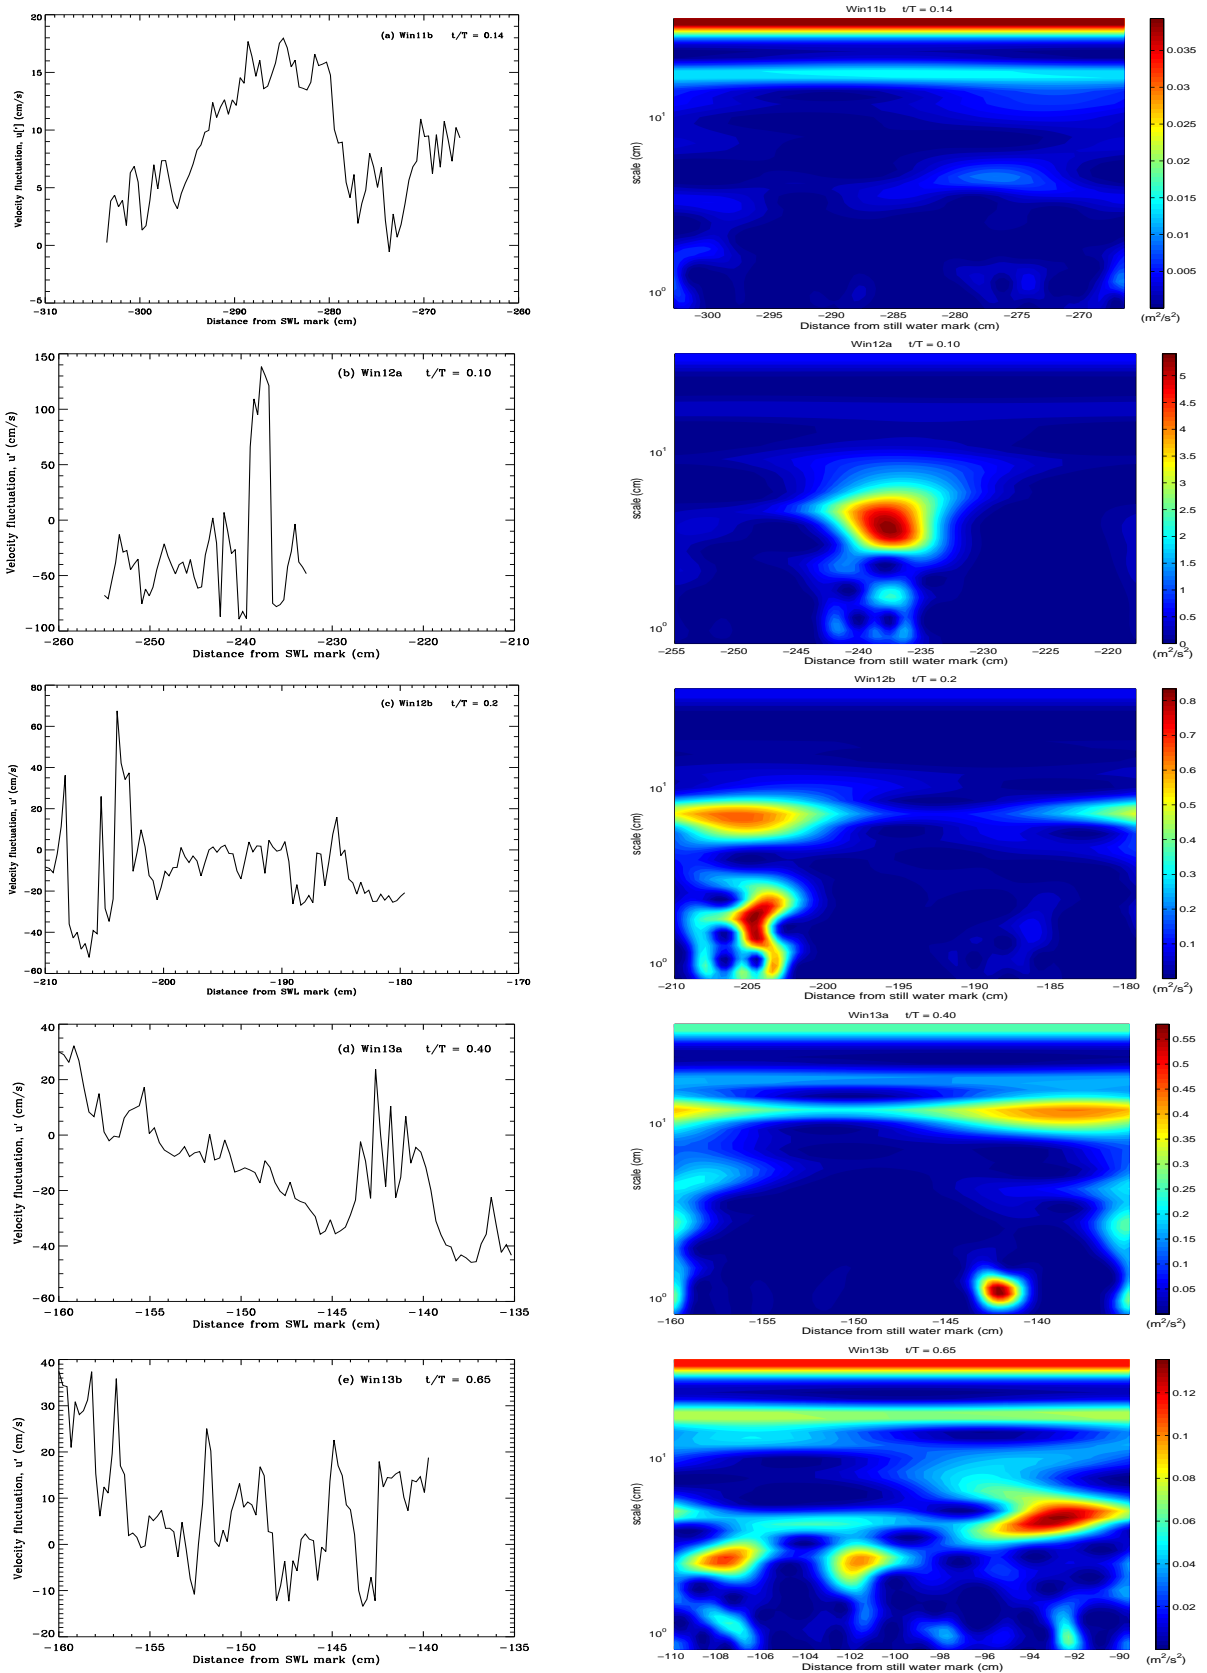 (a) Win11b t/T = 0.14
Velocity fluctuation, u['] (cm/s)
20
15
10
5
0
−5
−310 −300 −290 −280 −270 −260
Distance from SWL mark (cm)
Win11b t/T = 0.14
scale (cm)
10¹
10⁰
−300 −295 −290 −285 −280 −275 −270
Distance from still water mark (cm)
0.035
0.03
0.025
0.02
0.015
0.01
0.005
(m²/s²)
(b) Win12a t/T = 0.10
Velocity fluctuation, u' (cm/s)
150
100
50
0
−50
−100
−260 −250 −240 −230 −220 −210
Distance from SWL mark (cm)
Win12a t/T = 0.10
scale (cm)
10¹
10⁰
−255 −250 −245 −240 −235 −230 −225 −220
Distance from still water mark (cm)
5
4.5
4
3.5
3
2.5
2
1.5
1
0.5
0
(m²/s²)
(c) Win12b t/T = 0.2
Velocity fluctuation, u' (cm/s)
80
60
40
20
0
−20
−40
−60
−210 −200 −190 −180 −170
Distance from SWL mark (cm)
Win12b t/T = 0.2
scale (cm)
10¹
10⁰
−210 −205 −200 −195 −190 −185 −180
Distance from still water mark (cm)
0.8
0.7
0.6
0.5
0.4
0.3
0.2
0.1
(m²/s²)
(d) Win13a t/T = 0.40
Velocity fluctuation, u' (cm/s)
40
20
0
−20
−40
−60
−160 −155 −150 −145 −140 −135
Distance from SWL mark (cm)
Win13a t/T = 0.40
scale (cm)
10¹
10⁰
−160 −155 −150 −145 −140
Distance from still water mark (cm)
0.55
0.5
0.45
0.4
0.35
0.3
0.25
0.2
0.15
0.1
0.05
(m²/s²)
(e) Win13b t/T = 0.65
Velocity fluctuation, u' (cm/s)
40
30
20
10
0
−10
−20
−160 −155 −150 −145 −140 −135
Distance from SWL mark (cm)
Win13b t/T = 0.65
scale (cm)
10¹
10⁰
−110 −108 −106 −104 −102 −100 −98 −96 −94 −92 −90
Distance from still water mark (cm)
0.12
0.1
0.08
0.06
0.04
0.02
(m²/s²)